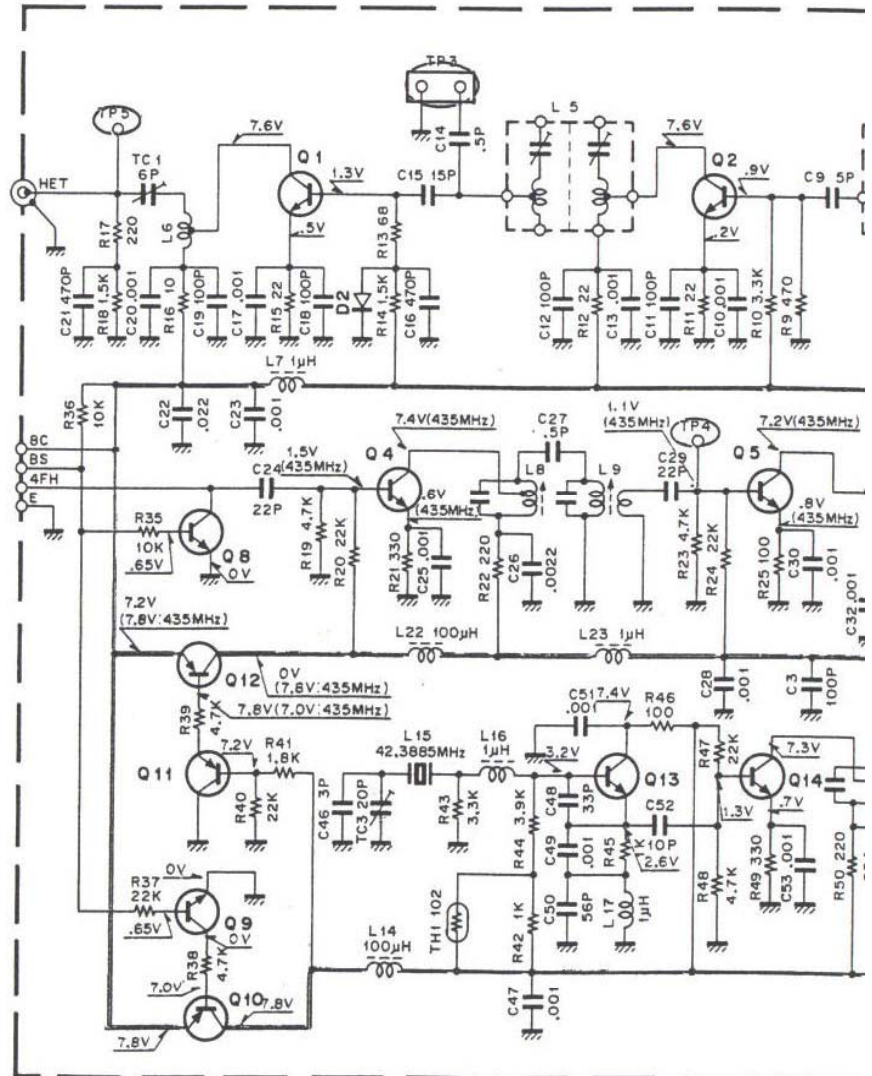 TP3
TP5
L 5
7.6V
7.6V
C14
.5P
Q1
Q2
TC1
6P
1.3V
C15 15P
.9V
C9 5P
HET
R17
220
L6
.5V
R13 68
.2V
C21 470P
R18 1.5K
C20 .001
R16 10
C19 100P
C17 .001
R15 22
C18 100P
D2
R14 1.5K
C16 470P
C12 100P
R12 22
C13 .001
C11 100P
R11 22
C10 .001
R10 3.3K
R9 470
L7 1μH
R36
10K
C22
.022
C23
.001
7.4V(435MHz)
C27
.5P
1.1V
(435MHz)
TP4
7.2V(435MHz)
8C
BS
4FH
E
1.5V
(435MHz)
Q4
L8
L9
C29
22P
Q5
C24
22P
.6V
(435MHz)
.8V
(435MHz)
R35
10K
.65V
Q8
0V
R19 4.7K
R20 22K
R21 330
C25 .001
R22 220
C26
.0022
R23 4.7K
R24 22K
R25 100
C30
.001
C32 .001
7.2V
(7.8V:435MHz)
L22 100μH
L23 1μH
Q12
0V
(7.6V:435MHz)
7.8V(7.0V:435MHz)
C28
.001
C3
100P
R39
4.7K
C51
.001
7.4V
R46
100
7.2V
R41
1.8K
L15
42.3885MHz
L16
1μH
3.2V
R47
22K
7.3V
Q11
Q13
Q14
R40
22K
C46 3P
TC3 20P
R43
3.3K
R44 3.9K
C48
33P
C52
10P
1.3V
.7V
C49
.001
R45
1K
2.6V
R37
22K
0V
.65V
Q9
0V
C50
56P
L17
1μH
R48
4.7K
R49 330
C53 .001
R50 220
R38
4.7K
L14
100μH
TH1 102
R42 1K
7.0V
Q10
7.8V
7.8V
C47
.001